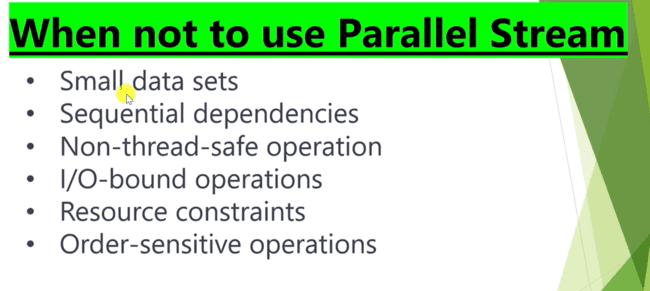 When not to use Parallel Stream
• Small data sets
• Sequential dependencies
• Non-thread-safe operation
• I/O-bound operations
• Resource constraints
• Order-sensitive operations